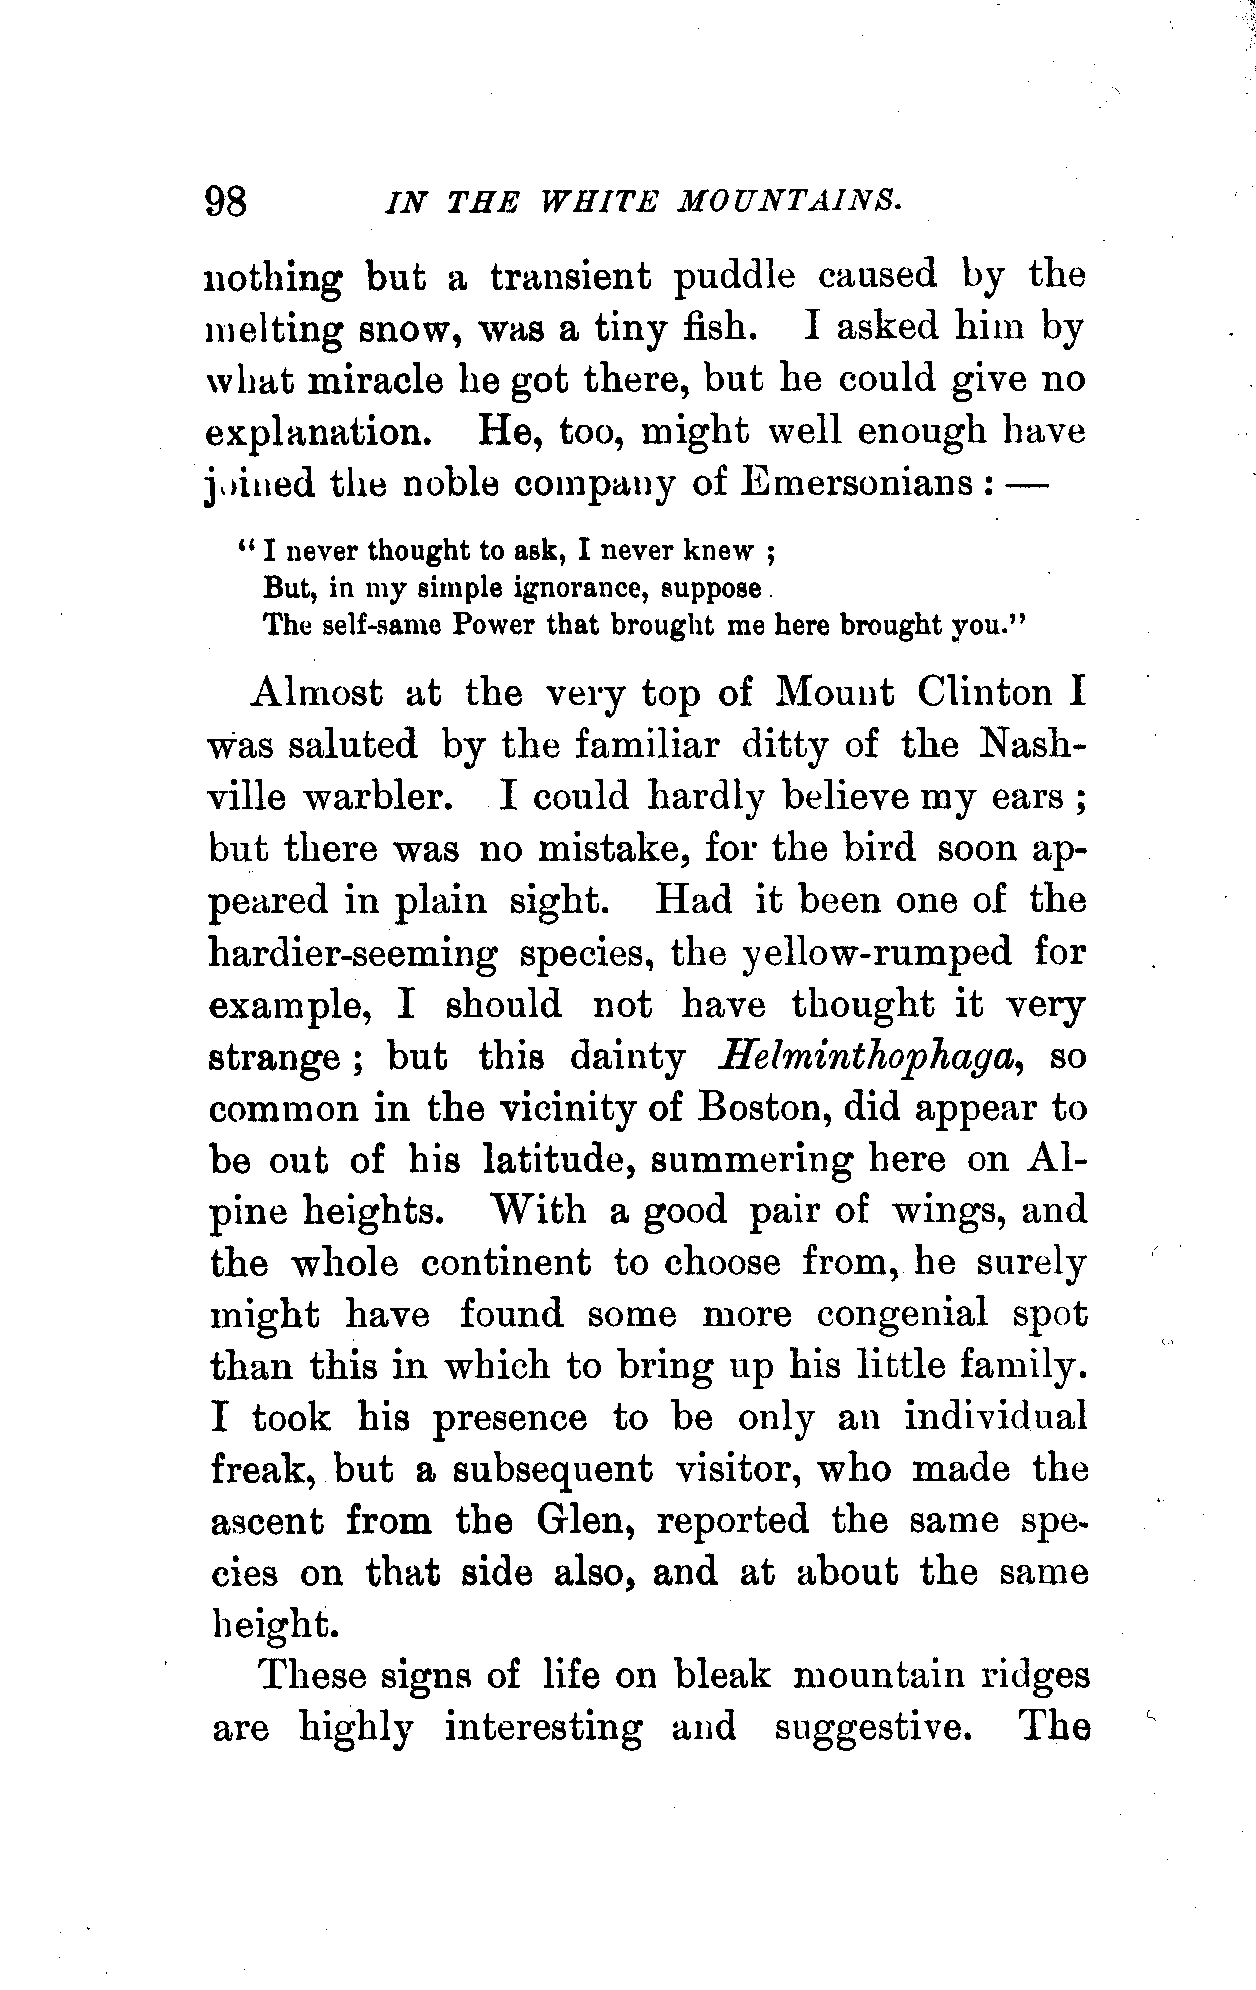 98 IN THE WHITE MOUNTAINS.
nothing but a transient puddle caused by the
melting snow, was a tiny fish. I asked him by
what miracle he got there, but he could give no
explanation. He, too, might well enough have
joined the noble company of Emersonians : —
“ I never thought to ask, I never knew ;
But, in my simple ignorance, suppose
The self-same Power that brought me here brought you.”
Almost at the very top of Mount Clinton I
was saluted by the familiar ditty of the Nash-
ville warbler. I could hardly believe my ears ;
but there was no mistake, for the bird soon ap-
peared in plain sight. Had it been one of the
hardier-seeming species, the yellow-rumped for
example, I should not have thought it very
strange ; but this dainty Helminthophaga, so
common in the vicinity of Boston, did appear to
be out of his latitude, summering here on Al-
pine heights. With a good pair of wings, and
the whole continent to choose from, he surely
might have found some more congenial spot
than this in which to bring up his little family.
I took his presence to be only an individual
freak, but a subsequent visitor, who made the
ascent from the Glen, reported the same spe-
cies on that side also, and at about the same
height.
These signs of life on bleak mountain ridges
are highly interesting and suggestive. The